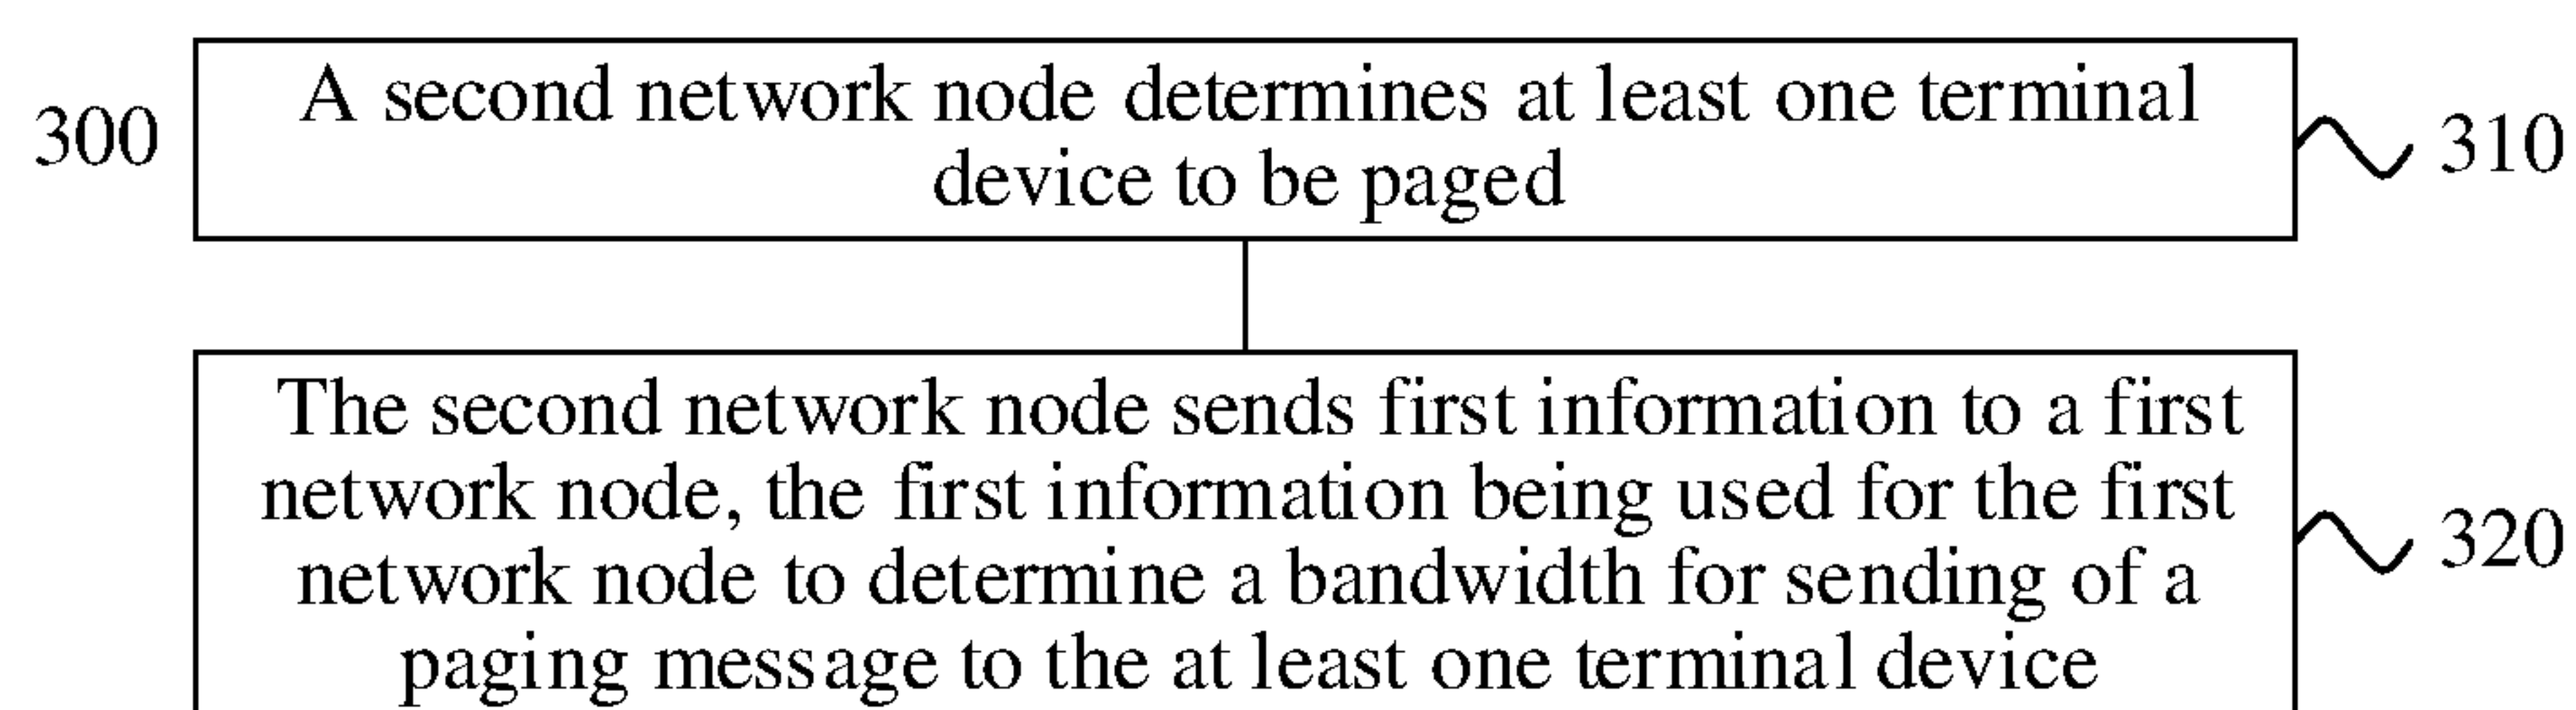 300
A second network node determines at least one terminal
device to be paged
310
The second network node sends first information to a first
network node, the first information being used for the first
network node to determine a bandwidth for sending of a
paging message to the at least one terminal device
320